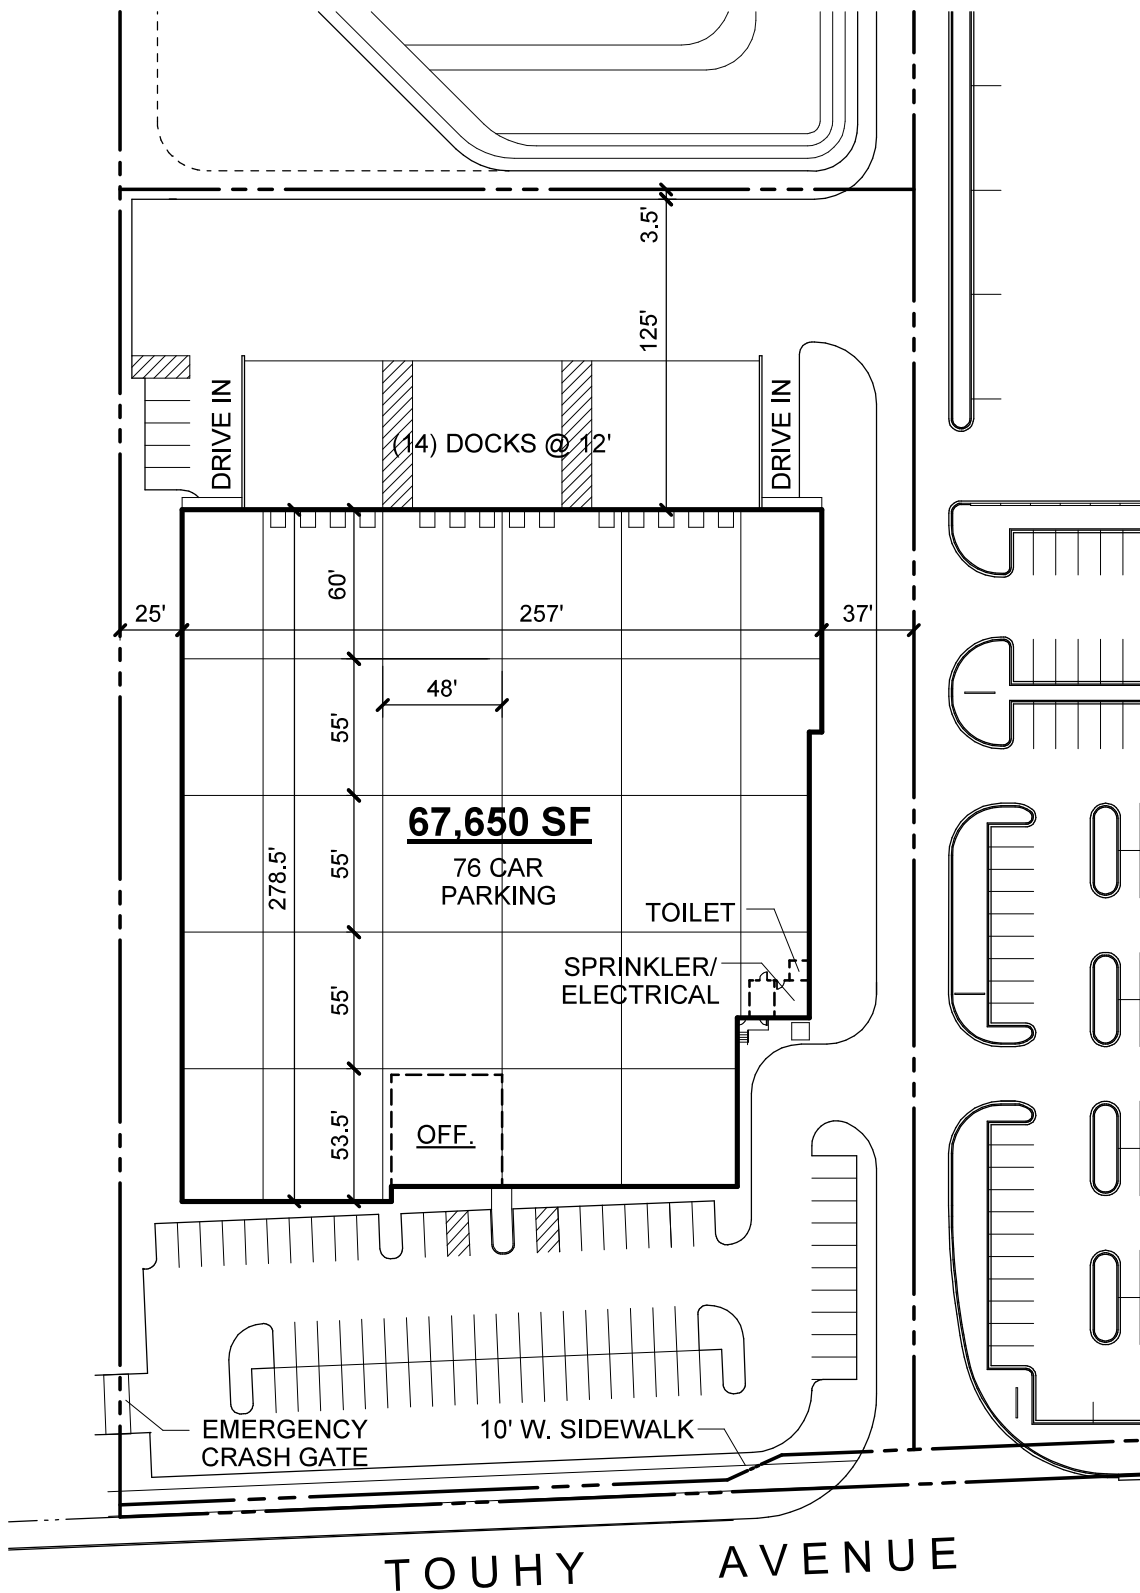 3.5'
125'
DRIVE IN
(14) DOCKS @ 12'
DRIVE IN
60'
25'
257'
37'
48'
55'
67,650 SF
76 CAR
PARKING
278.5'
55'
TOILET
SPRINKLER/
ELECTRICAL
55'
53.5'
OFF.
EMERGENCY
CRASH GATE
10' W. SIDEWALK
TOUHY AVENUE